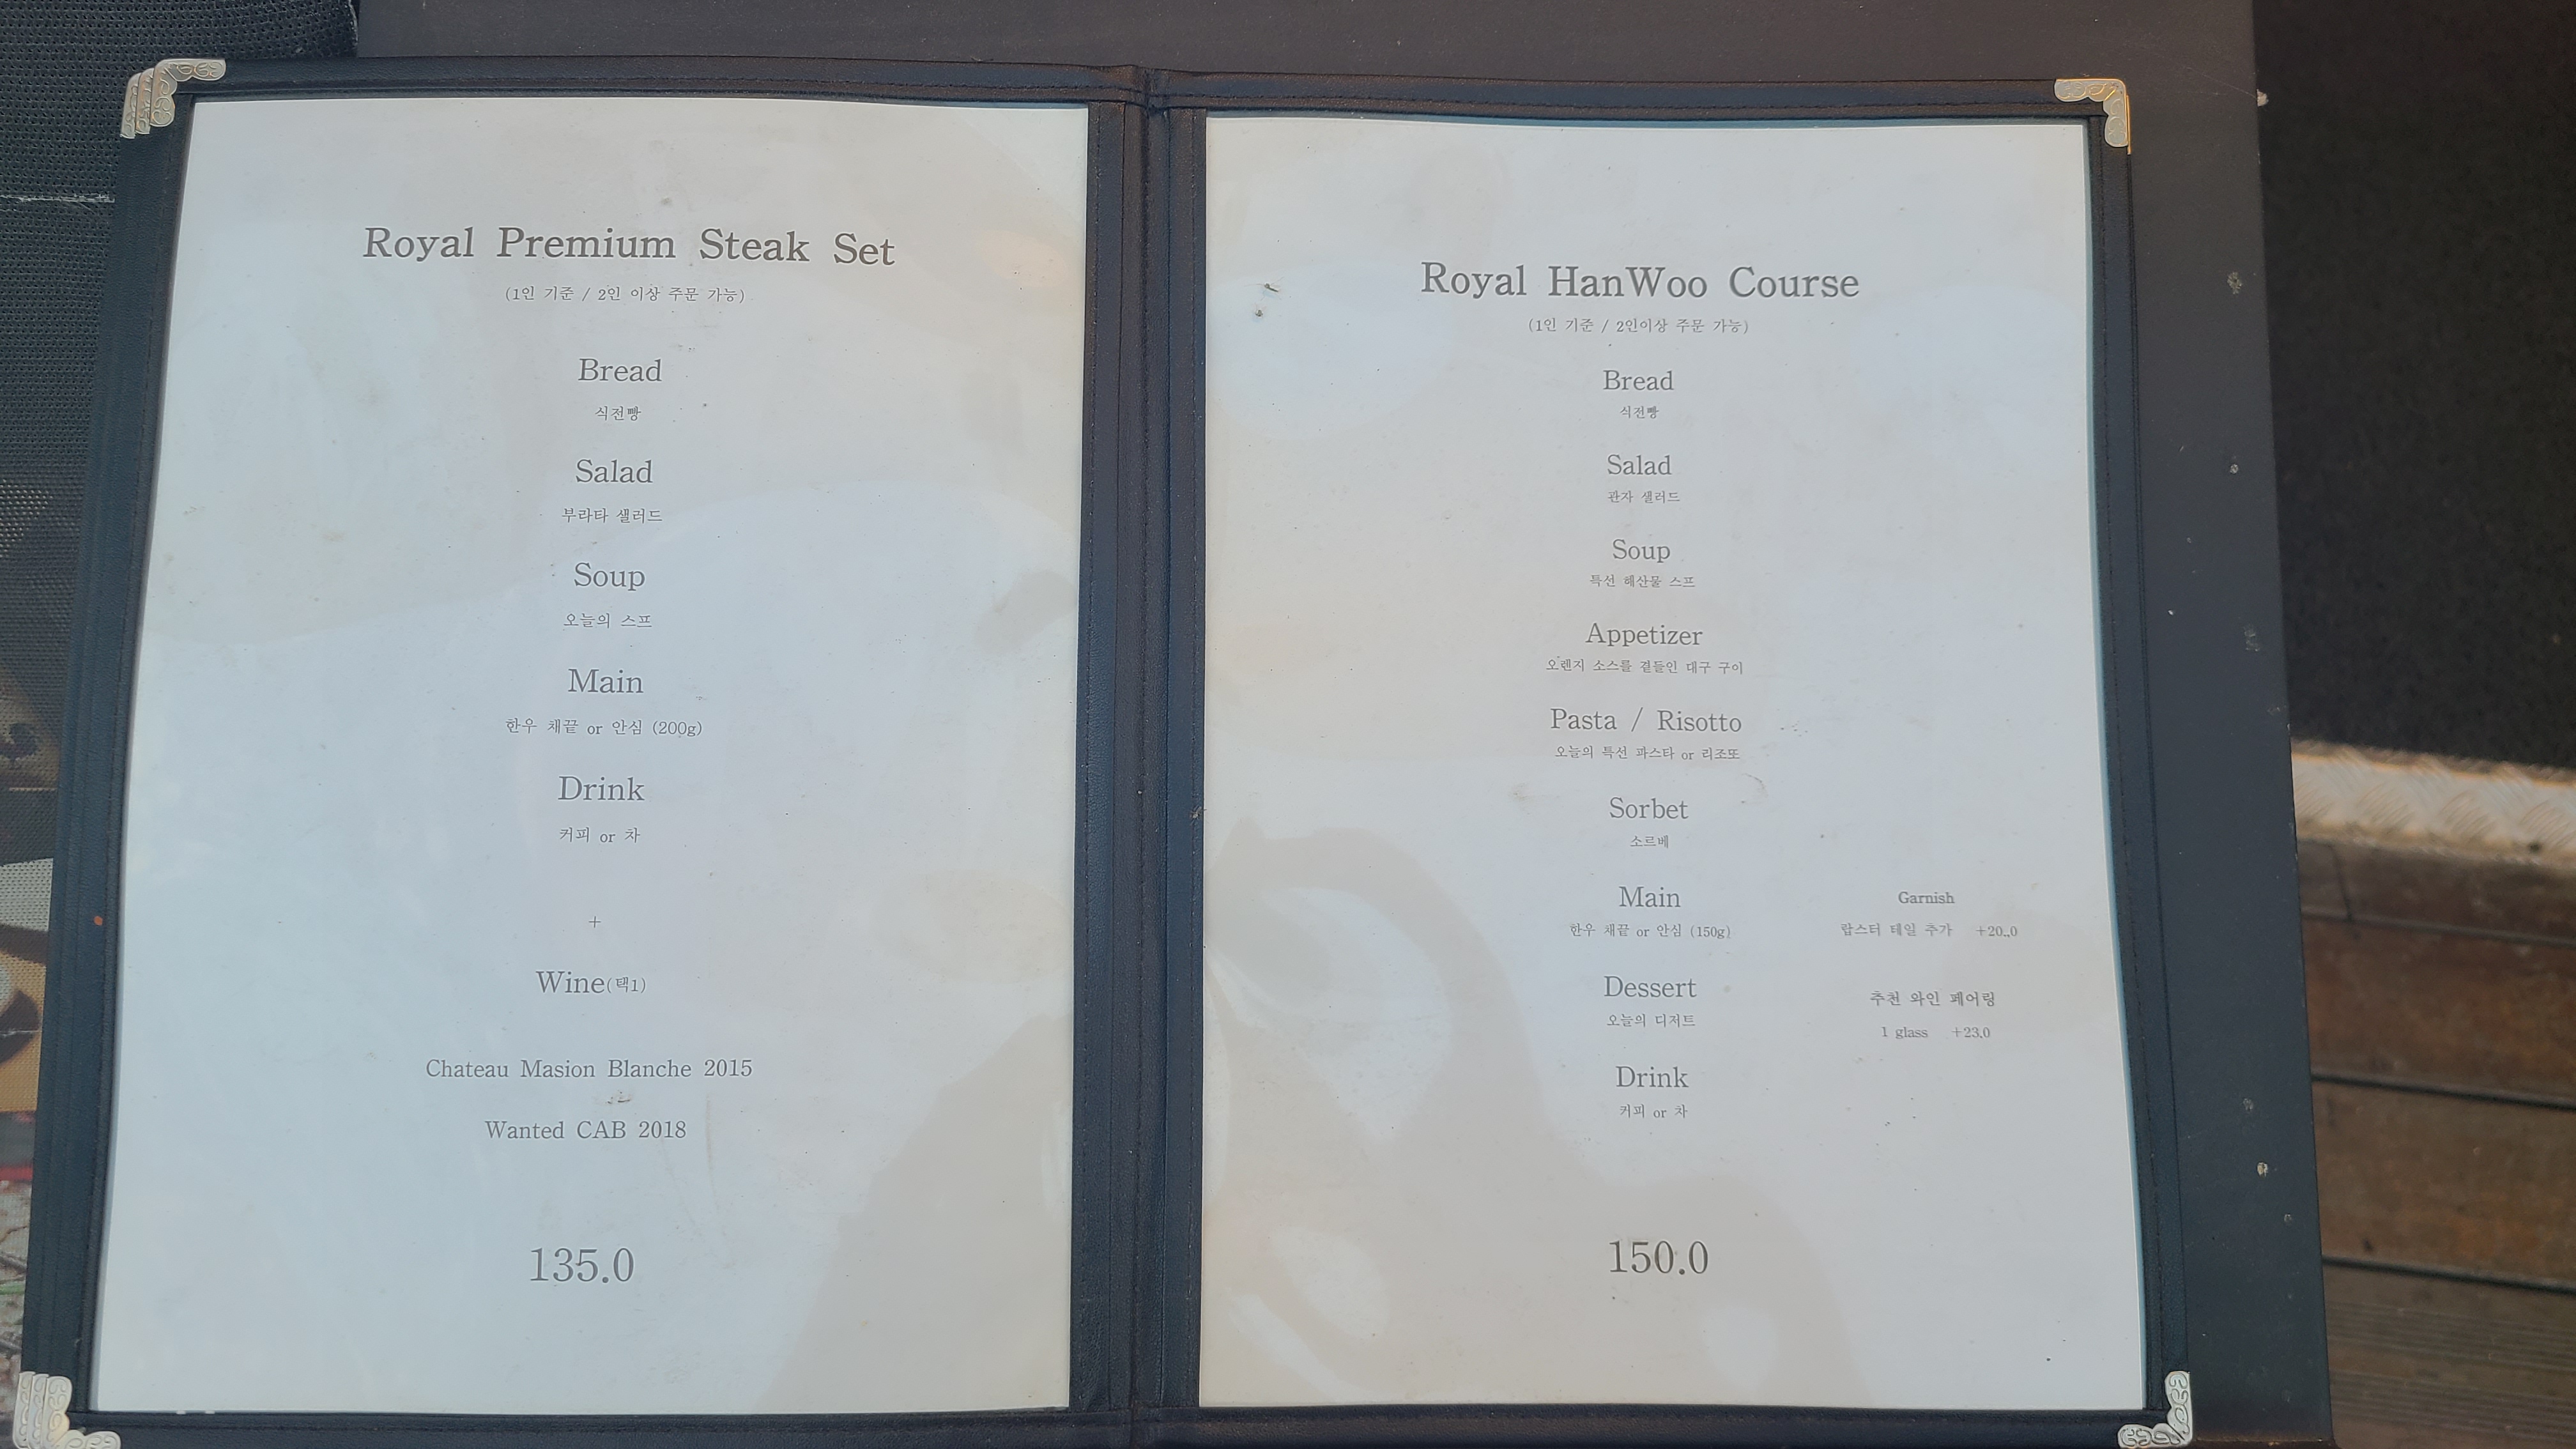 Royal Premium Steak Set
(1인 기준 / 2인 이상 주문 가능)
Bread
식전빵
Salad
부라타 샐러드
Soup
오늘의 스프
Main
한우 채끝 or 안심 (200g)
Drink
커피 or 차
+
Wine(택1)
Chateau Masion Blanche 2015
Wanted CAB 2018
135.0
Royal HanWoo Course
(1인 기준 / 2인이상 주문 가능)
Bread
식전빵
Salad
관자 샐러드
Soup
특선 해산물 스프
Appetizer
오렌지 소스를 곁들인 대구 구이
Pasta / Risotto
오늘의 특선 파스타 or 리조또
Sorbet
소르베
Main
한우 채끝 or 안심 (150g)
Garnish
랍스터 테일 추가 +20.,0
Dessert
오늘의 디저트
추천 와인 페어링
1 glass +23.0
Drink
커피 or 차
150.0